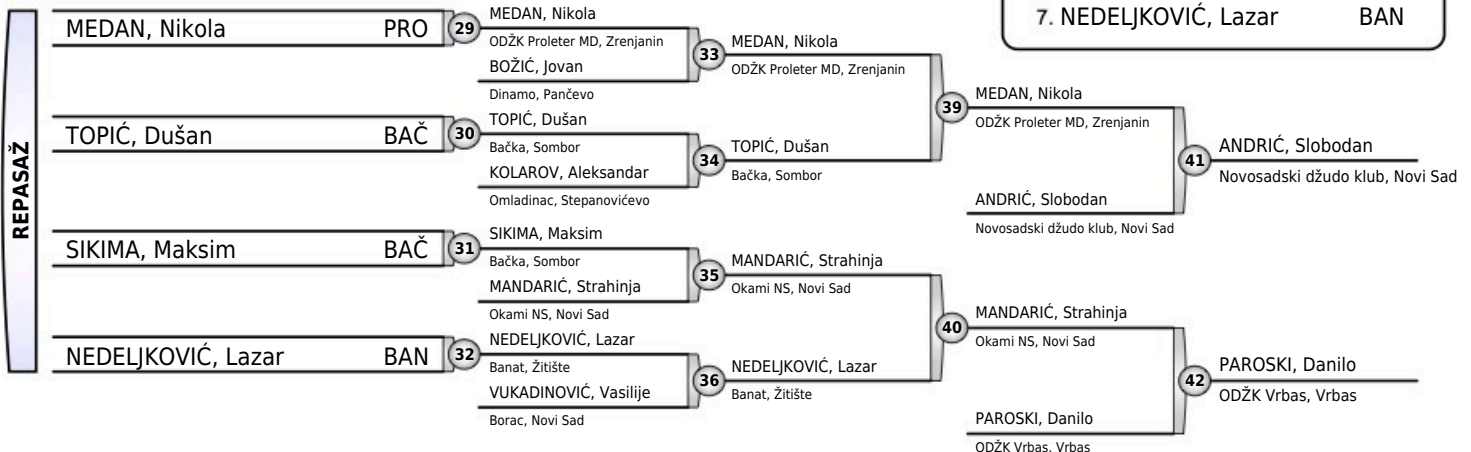 7. NEDELJKOVIĆ, Lazar BAN
REPASAŽ
MEDAN, Nikola PRO
29
MEDAN, Nikola
ODŽK Proleter MD, Zrenjanin
BOŽIĆ, Jovan
Dinamo, Pančevo
33
MEDAN, Nikola
ODŽK Proleter MD, Zrenjanin
TOPIĆ, Dušan BAČ
30
TOPIĆ, Dušan
Bačka, Sombor
KOLAROV, Aleksandar
Omladinac, Stepanovićevo
34
TOPIĆ, Dušan
Bačka, Sombor
39
MEDAN, Nikola
ODŽK Proleter MD, Zrenjanin
ANDRIĆ, Slobodan
Novosadski džudo klub, Novi Sad
41
ANDRIĆ, Slobodan
Novosadski džudo klub, Novi Sad
SIKIMA, Maksim BAČ
31
SIKIMA, Maksim
Bačka, Sombor
MANDARIĆ, Strahinja
Okami NS, Novi Sad
35
MANDARIĆ, Strahinja
Okami NS, Novi Sad
NEDELJKOVIĆ, Lazar BAN
32
NEDELJKOVIĆ, Lazar
Banat, Žitište
VUKADINOVIĆ, Vasilije
Borac, Novi Sad
36
NEDELJKOVIĆ, Lazar
Banat, Žitište
40
MANDARIĆ, Strahinja
Okami NS, Novi Sad
PAROSKI, Danilo
ODŽK Vrbas, Vrbas
42
PAROSKI, Danilo
ODŽK Vrbas, Vrbas